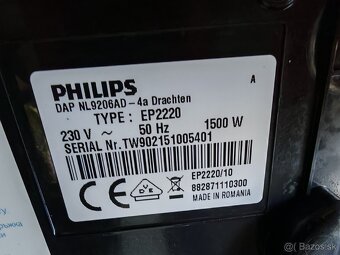 PHILIPS
A
DAP NL9206AD-4a Drachten
TYPE : EP2220
230 V ~ 50 Hz 1500 W
SERIAL Nr.TW902151005401
CE
EP2220/10
882871110300
MADE IN ROMANIA
bazos.sk